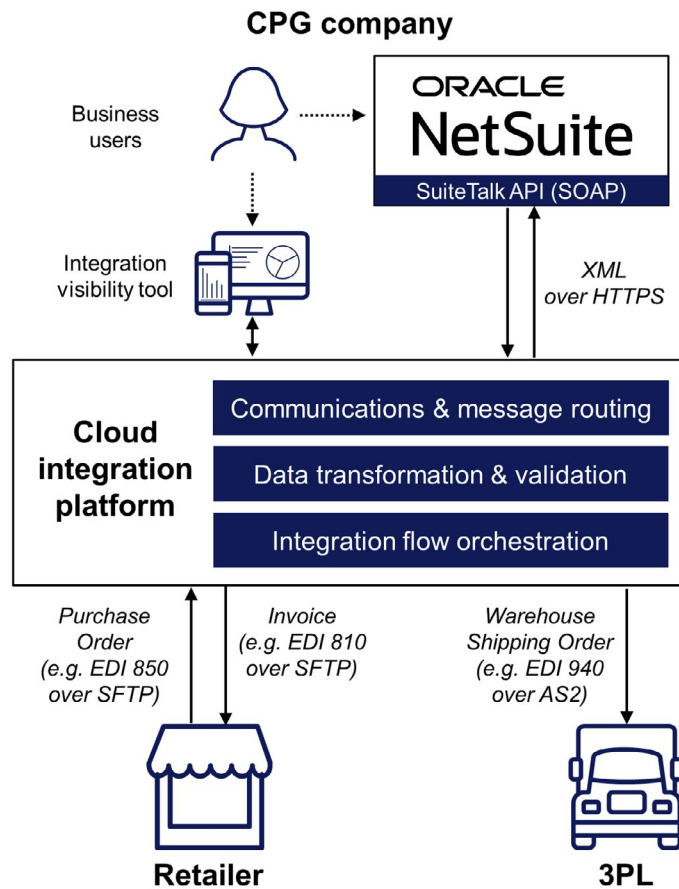 CPG company
Business
users
ORACLE
NetSuite
SuiteTalk API (SOAP)
Integration
visibility tool
XML
over HTTPS
Cloud
integration
platform
Communications & message routing
Data transformation & validation
Integration flow orchestration
Purchase
Order
(e.g. EDI 850
over SFTP)
Invoice
(e.g. EDI 810
over SFTP)
Warehouse
Shipping Order
(e.g. EDI 940
over AS2)
Retailer
3PL